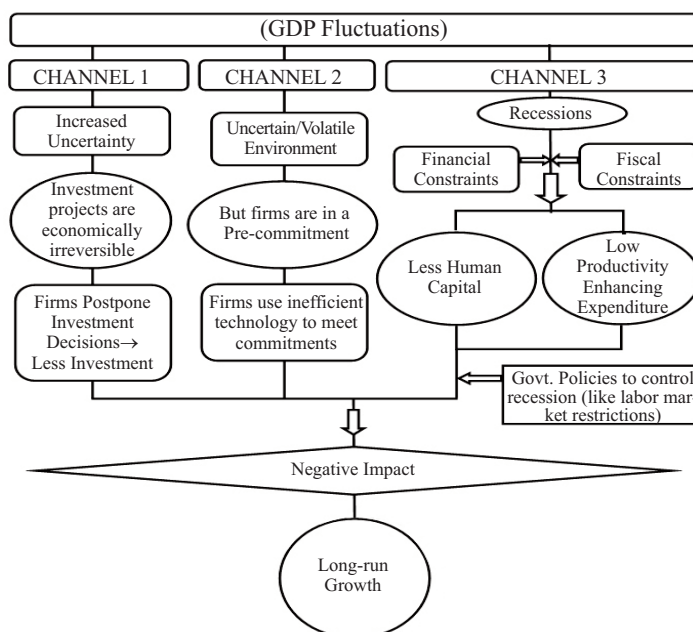 (GDP Fluctuations)
CHANNEL 1
CHANNEL 2
CHANNEL 3
Increased
Uncertainty
Investment
projects are
economically
irreversible
Firms Postpone
Investment
Decisions→
Less Investment
Uncertain/Volatile
Environment
But firms are in a
Pre-commitment
Firms use inefficient
technology to meet
commitments
Recessions
Financial
Constraints
Fiscal
Constraints
Less Human
Capital
Low
Productivity
Enhancing
Expenditure
Govt. Policies to control
recession (like labor mar-
ket restrictions)
Negative Impact
Long-run
Growth